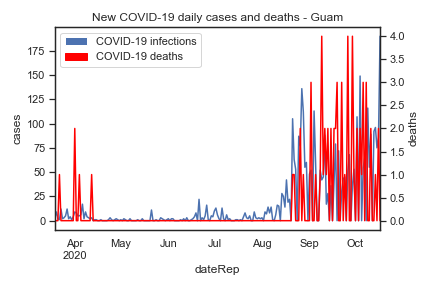 New COVID-19 daily cases and deaths - Guam
COVID-19 infections
COVID-19 deaths
cases
175
150
125
100
75
50
25
0
4.0
3.5
3.0
2.5
2.0
1.5
1.0
0.5
0.0
deaths
Apr May Jun Jul Aug Sep Oct
2020
dateRep